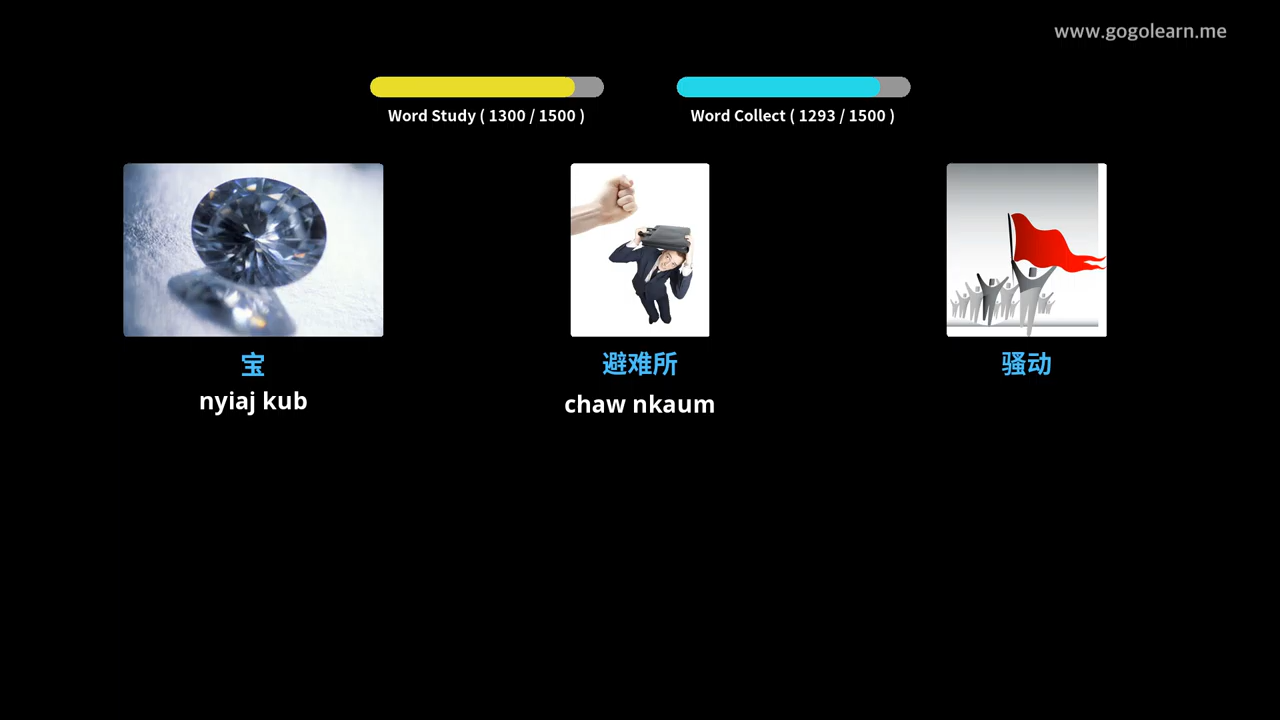 www.gogolearn.me
Word Study ( 1300 / 1500 )
Word Collect ( 1293 / 1500 )
宝
避难所
骚动
nyiaj kub
chaw nkaum